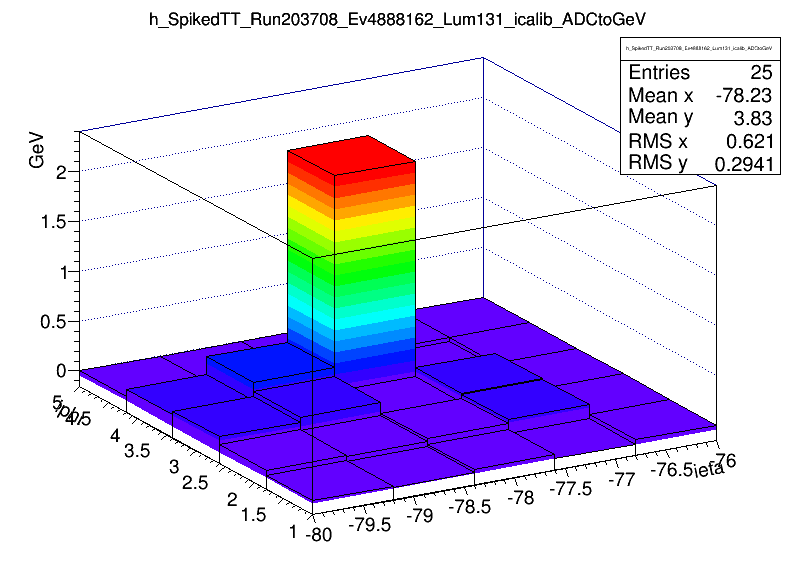 h_SpikedTT_Run203708_Ev4888162_Lum131_icalib_ADCtoGeV
h_SpikedTT_Run203708_Ev4888162_Lum131_icalib_ADCtoGeV
Entries 25
Mean x -78.23
Mean y 3.83
RMS x 0.621
RMS y 0.2941
GeV
2
1.5
1
0.5
0
5
4.5
4
3.5
3
2.5
2
1.5
1
-80
-79.5
-79
-78.5
-78
-77.5
-77
-76.5
-76
ieta